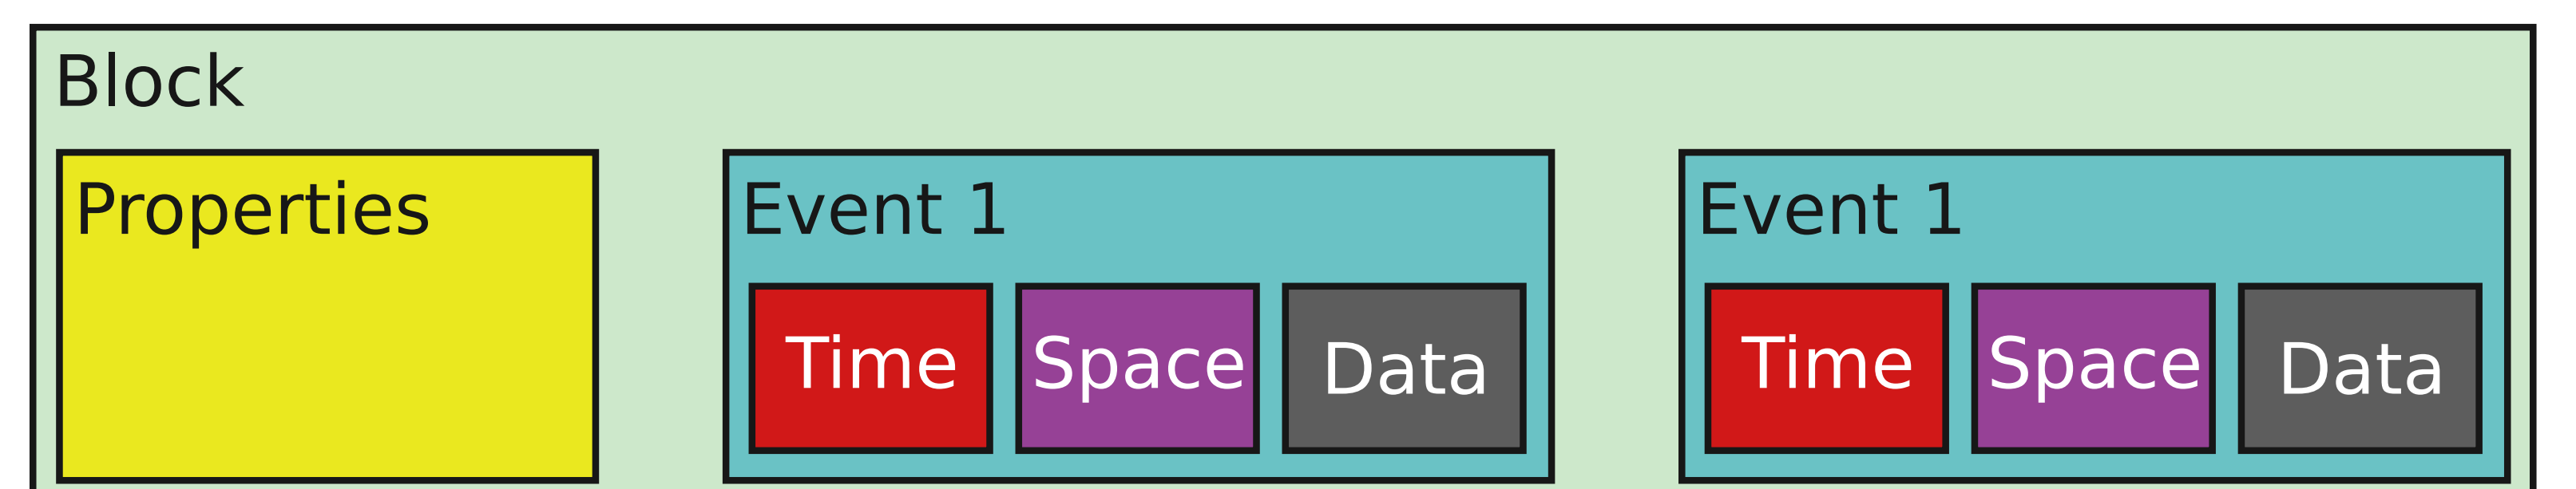 Block
Properties
Event 1
Time
Space
Data
Event 1
Time
Space
Data